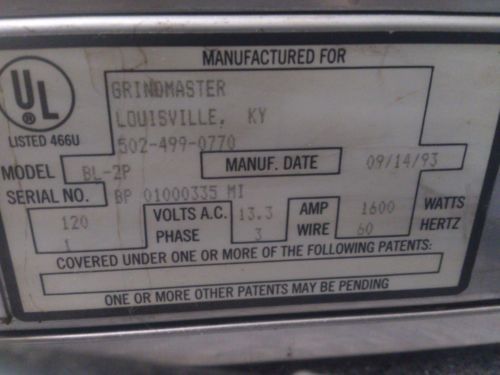 MANUFACTURED FOR
UL
®
LISTED 466U
GRINDMASTER
LOUISVILLE, KY
502-499-0770
MODEL BL-2P
MANUF. DATE 09/14/93
SERIAL NO. BP 01000335 MI
120 VOLTS A.C. 13.3 AMP 1600 WATTS
1 PHASE 3 WIRE 60 HERTZ
COVERED UNDER ONE OR MORE OF THE FOLLOWING PATENTS:
ONE OR MORE OTHER PATENTS MAY BE PENDING